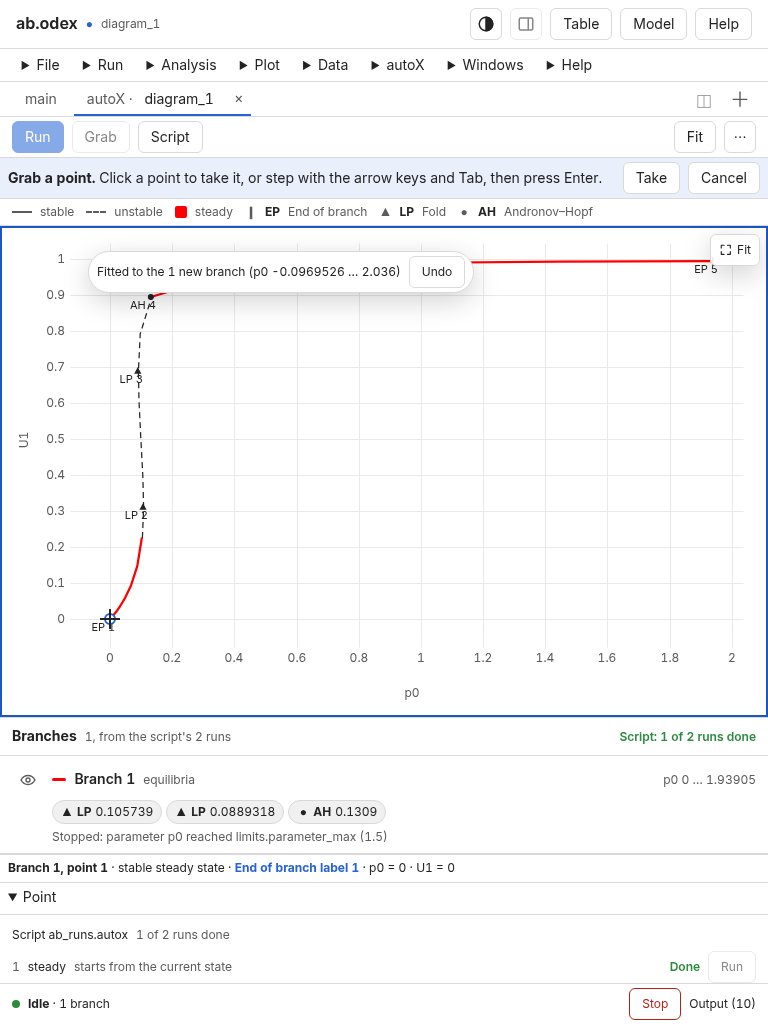 ab.odex • diagram_1 Table Model Help
File Run Analysis Plot Data autoX Windows Help
main autoX · diagram_1 ×
Run Grab Script Fit ...
Grab a point. Click a point to take it, or step with the arrow keys and Tab, then press Enter. Take Cancel
stable unstable steady EP End of branch LP Fold AH Andronov–Hopf
Fit
Fitted to the 1 new branch (p0 -0.0969526 … 2.036) Undo
EP 5
AH 4
LP 3
LP 2
EP 1
1
0.9
0.8
0.7
0.6
0.5
0.4
0.3
0.2
0.1
0
U1
0 0.2 0.4 0.6 0.8 1 1.2 1.4 1.6 1.8 2
p0
Branches 1, from the script's 2 runs Script: 1 of 2 runs done
Branch 1 equilibria p0 0 … 1.93905
LP 0.105739 LP 0.0889318 AH 0.1309
Stopped: parameter p0 reached limits.parameter_max (1.5)
Branch 1, point 1 · stable steady state · End of branch label 1 · p0 = 0 · U1 = 0
Point
Script ab_runs.autox 1 of 2 runs done
1 steady starts from the current state Done Run
Idle · 1 branch Stop Output (10)